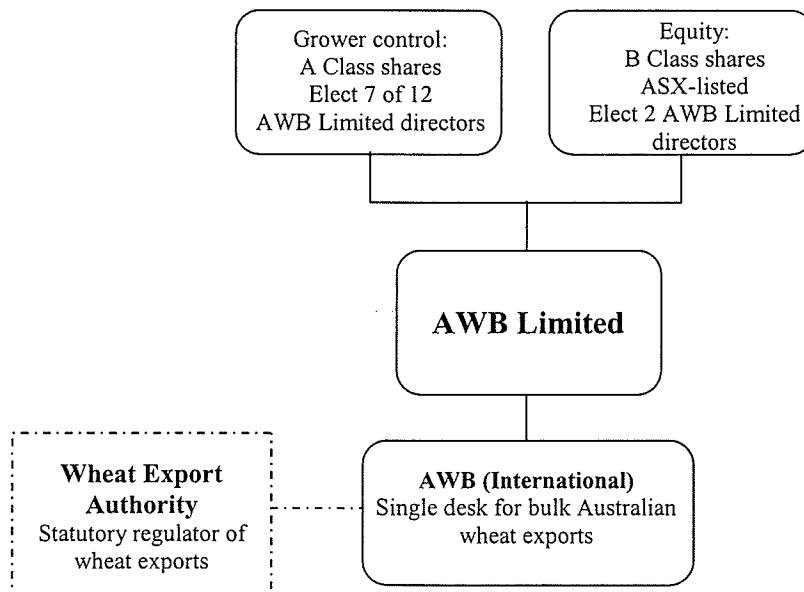 Grower control:
A Class shares
Elect 7 of 12
AWB Limited directors
Equity:
B Class shares
ASX-listed
Elect 2 AWB Limited
directors
AWB Limited
Wheat Export
Authority
Statutory regulator of
wheat exports
AWB (International)
Single desk for bulk Australian
wheat exports